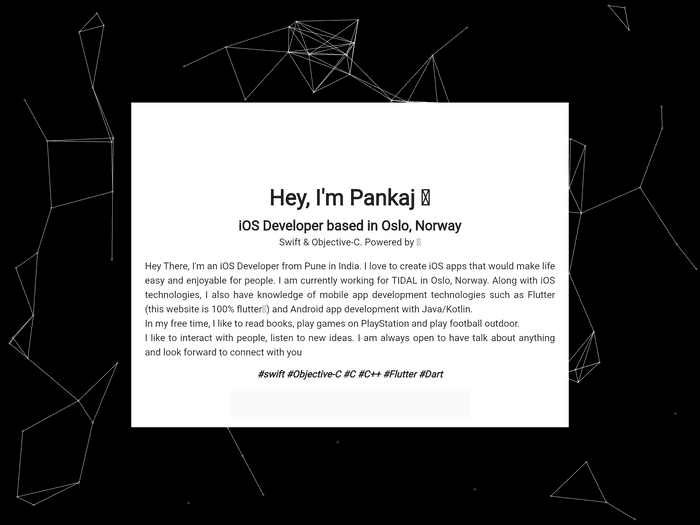 Hey, I'm Pankaj
iOS Developer based in Oslo, Norway
Swift & Objective-C. Powered by
Hey There, I'm an iOS Developer from Pune in India. I love to create iOS apps that would make life
easy and enjoyable for people. I am currently working for TIDAL in Oslo, Norway. Along with iOS
technologies, I also have knowledge of mobile app development technologies such as Flutter
(this website is 100% flutter) and Android app development with Java/Kotlin.
In my free time, I like to read books, play games on PlayStation and play football outdoor.
I like to interact with people, listen to new ideas. I am always open to have talk about anything
and look forward to connect with you
#swift #Objective-C #C #C++ #Flutter #Dart